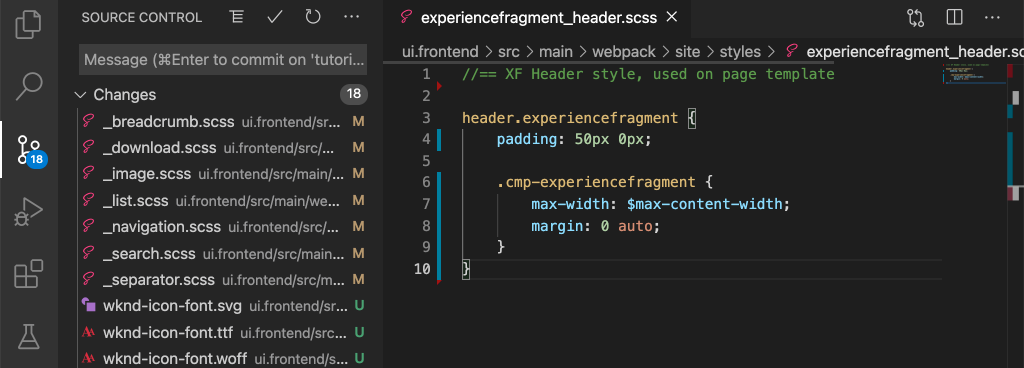 SOURCE CONTROL
Message (⌘Enter to commit on 'tutori...
Changes 18
_breadcrumb.scss ui.frontend/sr... M
_download.scss ui.frontend/src/... M
_image.scss ui.frontend/src/main,... M
_list.scss ui.frontend/src/main/we... M
_navigation.scss ui.frontend/src/... M
_search.scss ui.frontend/src/main... M
_separator.scss ui.frontend/src/m... M
wknd-icon-font.svg ui.frontend/sr... U
wknd-icon-font.ttf ui.frontend/src... U
wknd-icon-font.woff ui.frontend/s... U
18
experiencefragment_header.scss
ui.frontend > src > main > webpack > site > styles > experiencefragment_header.sc
1 //== XF Header style, used on page template
2
3 header.experiencefragment {
4 padding: 50px 0px;
5
6 .cmp-experiencefragment {
7 max-width: $max-content-width;
8 margin: 0 auto;
9 }
10 }